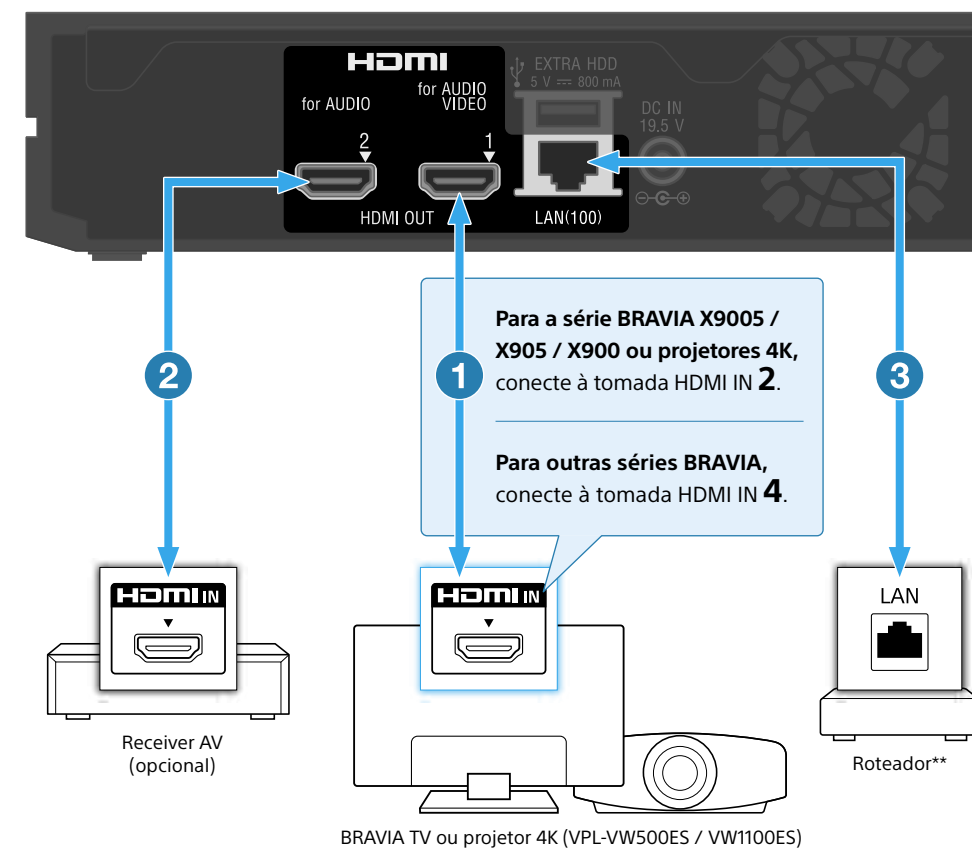 HDMI
for AUDIO
for AUDIO
VIDEO
2
1
HDMI OUT
EXTRA HDD
5 V 800 mA
LAN(100)
DC IN
19.5 V
Para a série BRAVIA X9005 /
X905 / X900 ou projetores 4K,
conecte à tomada HDMI IN 2.
Para outras séries BRAVIA,
conecte à tomada HDMI IN 4.
2
1
3
HDMI IN
HDMI IN
LAN
Receiver AV
(opcional)
Roteador**
BRAVIA TV ou projetor 4K (VPL-VW500ES / VW1100ES)